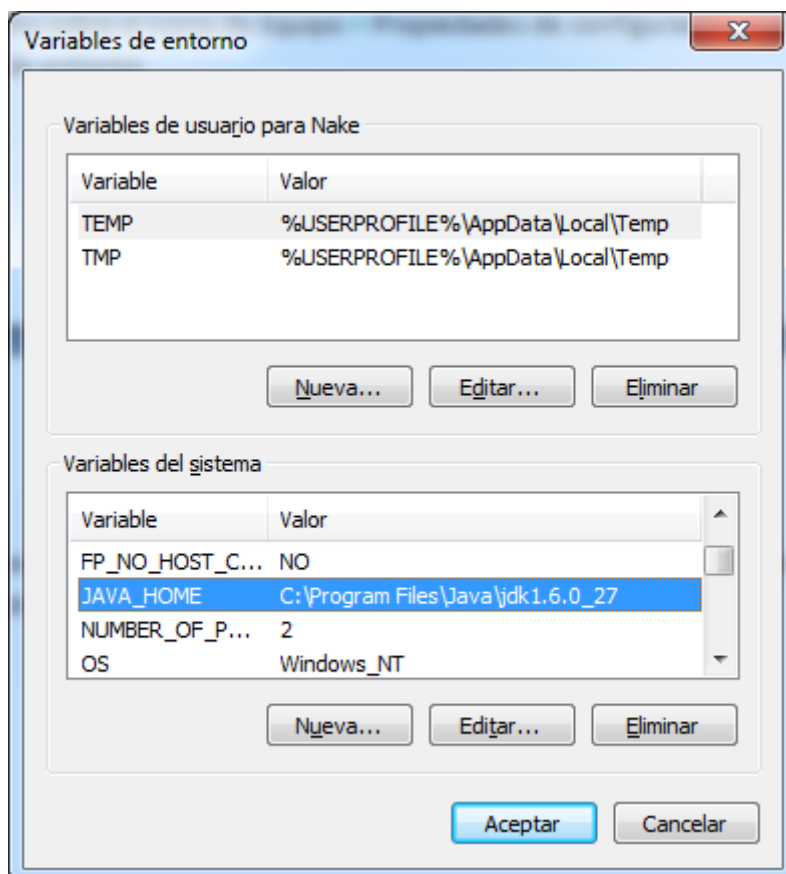 Variables de entorno
Variables de usuario para Nake
Variable Valor
TEMP %USERPROFILE%\AppData\Local\Temp
TMP %USERPROFILE%\AppData\Local\Temp
Nueva... Editar... Eliminar
Variables del sistema
Variable Valor
FP_NO_HOST_C... NO
JAVA_HOME C:\Program Files\Java\jdk1.6.0_27
NUMBER_OF_P... 2
OS Windows_NT
Nueva... Editar... Eliminar
Aceptar Cancelar